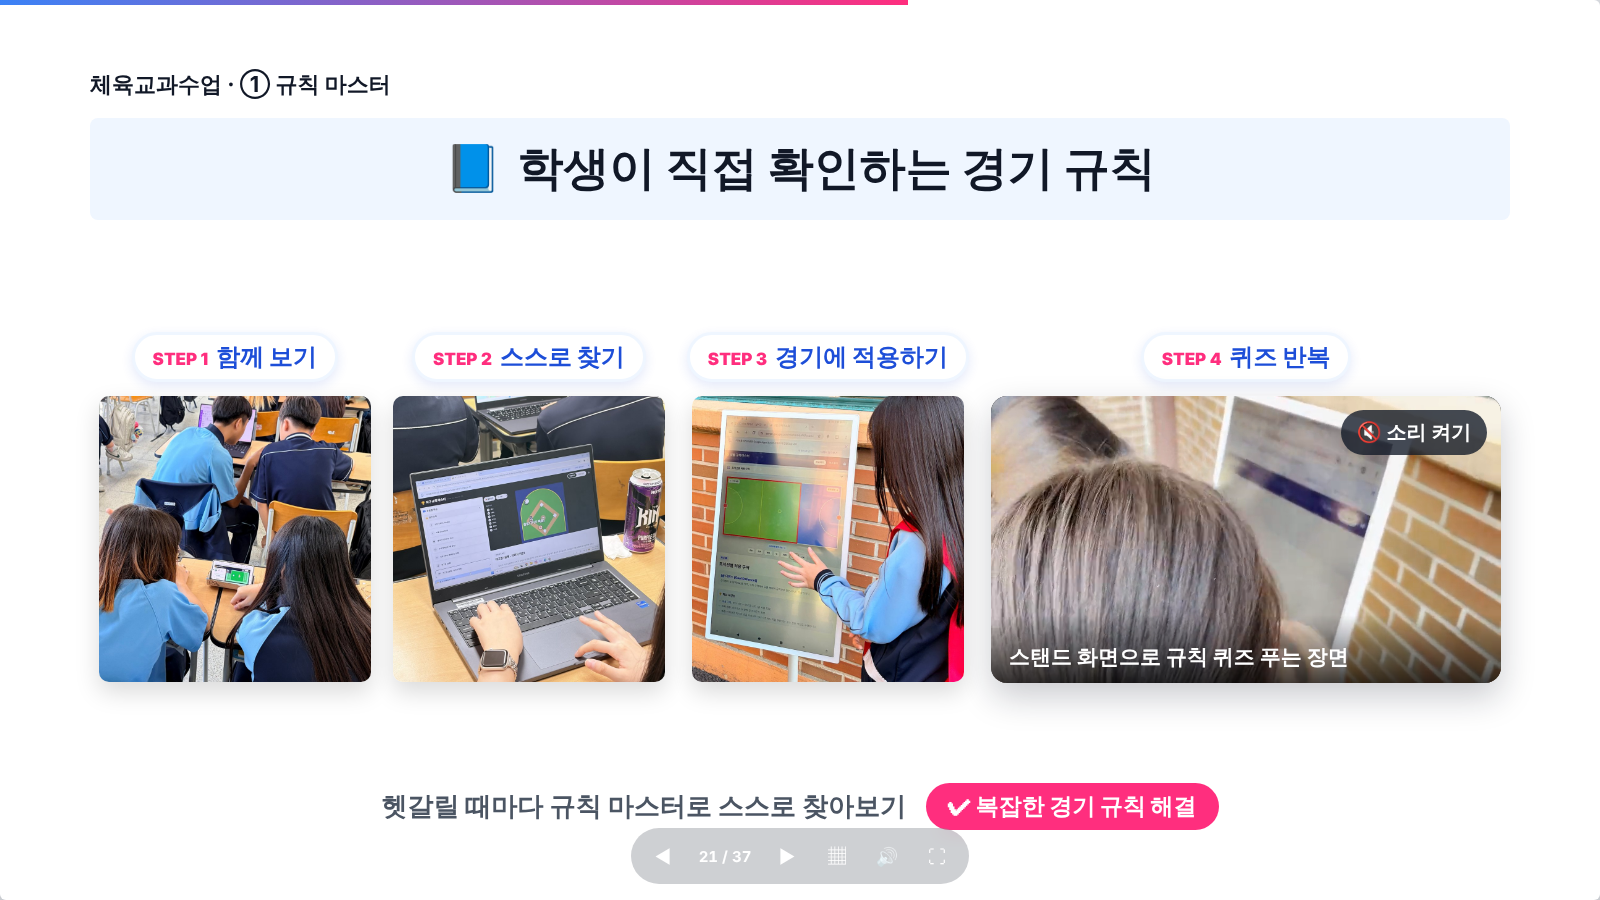 체육교과수업 · ① 규칙 마스터
📘 학생이 직접 확인하는 경기 규칙
STEP 1 함께 보기
STEP 2 스스로 찾기
STEP 3 경기에 적용하기
STEP 4 퀴즈 반복
🔇 소리 켜기
스탠드 화면으로 규칙 퀴즈 푸는 장면
헷갈릴 때마다 규칙 마스터로 스스로 찾아보기
✔ 복잡한 경기 규칙 해결
21 / 37